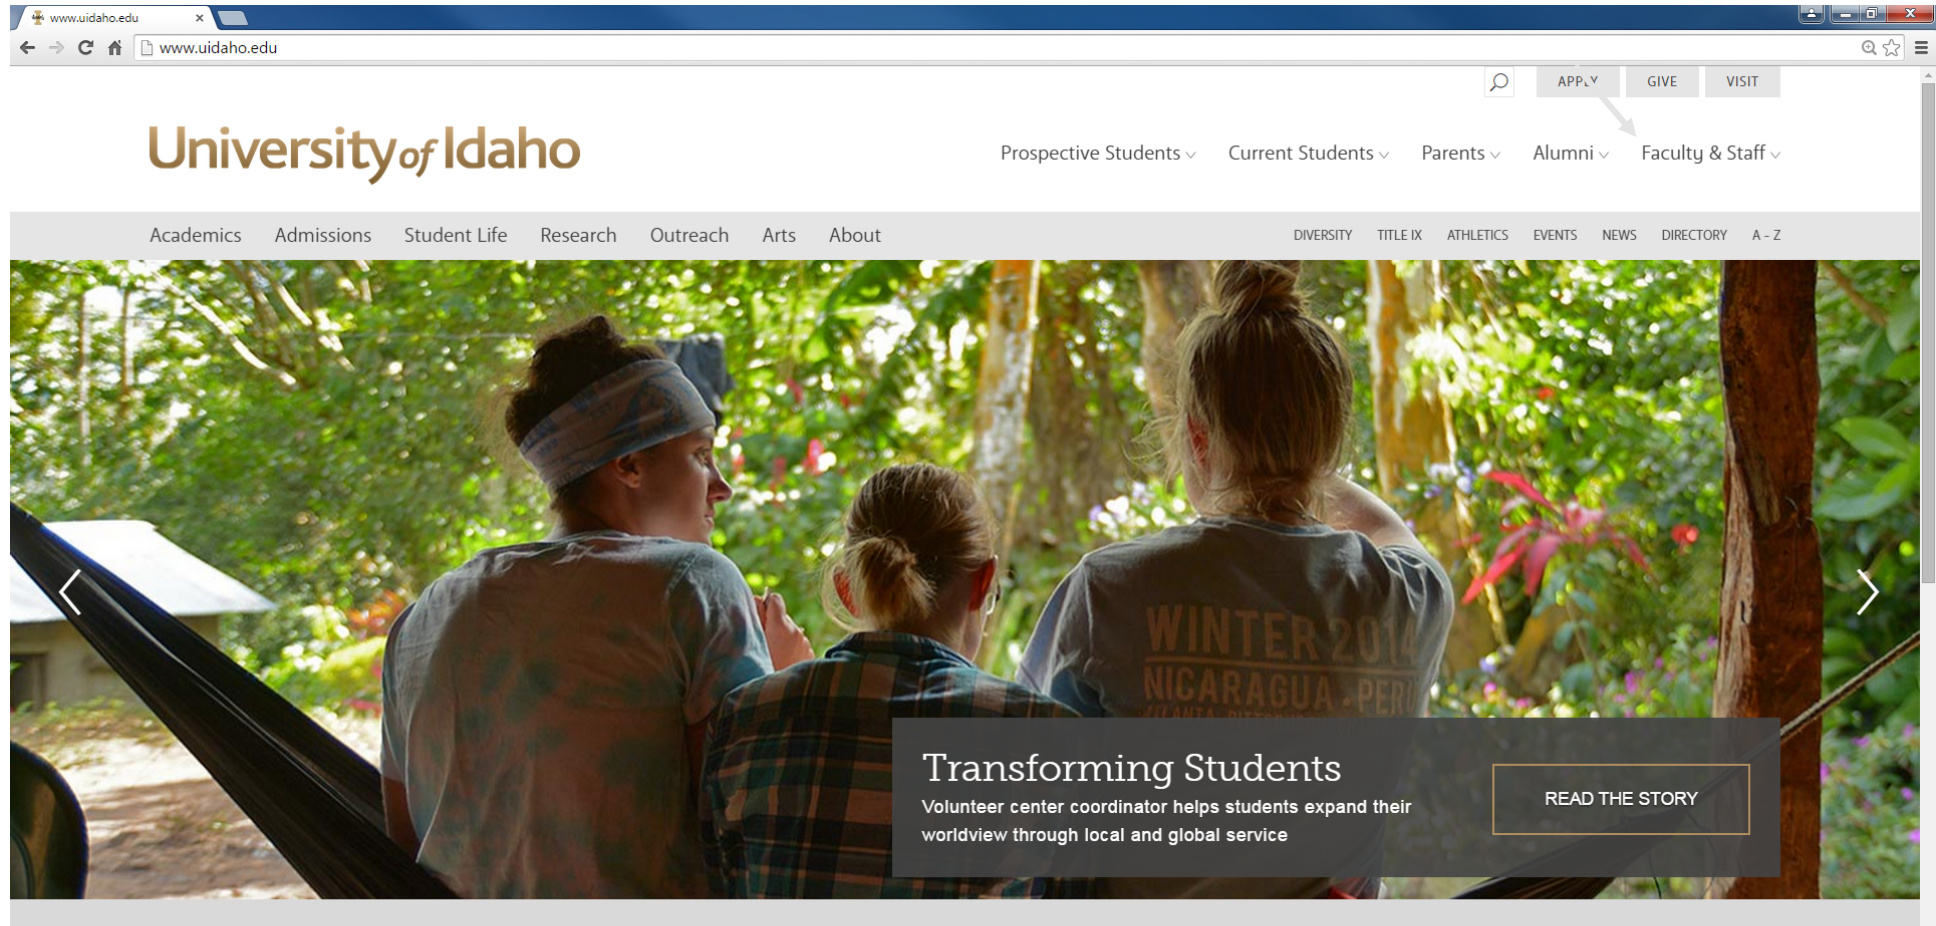 www.uidaho.edu
www.uidaho.edu
APPLY GIVE VISIT
University of Idaho
Prospective Students Current Students Parents Alumni Faculty & Staff
Academics Admissions Student Life Research Outreach Arts About
DIVERSITY TITLE IX ATHLETICS EVENTS NEWS DIRECTORY A - Z
WINTER 2014
NICARAGUA • PERU
Transforming Students
Volunteer center coordinator helps students expand their
worldview through local and global service
READ THE STORY